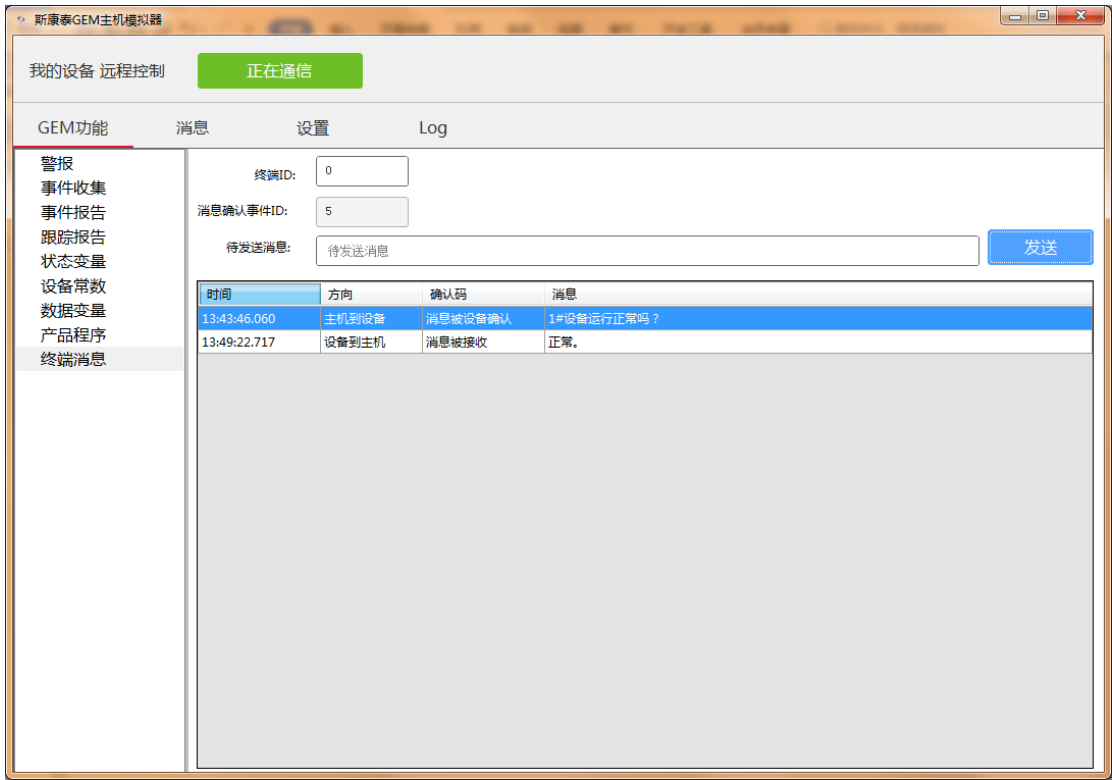 斯康泰GEM主机模拟器
我的设备 远程控制
正在通信
GEM功能 消息 设置 Log
警报
事件收集
事件报告
跟踪报告
状态变量
设备常数
数据变量
产品程序
终端消息
终端ID: 0
消息确认事件ID: 5
待发送消息: 待发送消息 发送
时间 方向 确认码 消息
13:43:46.060 主机到设备 消息被设备确认 1#设备运行正常吗？
13:49:22.717 设备到主机 消息被接收 正常。